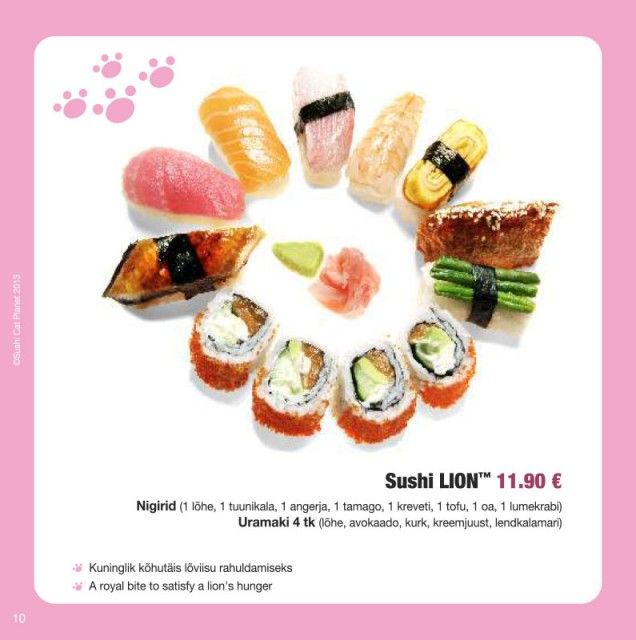 ©Sushi Cat Planet 2013
Sushi LION™ 11.90 €
Nigirid (1 lõhe, 1 tuunikala, 1 angerja, 1 tamago, 1 kreveti, 1 tofu, 1 oa, 1 lumekrabi)
Uramaki 4 tk (lõhe, avokaado, kurk, kreemjuust, lendkalamari)
Kuninglik kõhutäis lõviisu rahuldamiseks
A royal bite to satisfy a lion's hunger
10